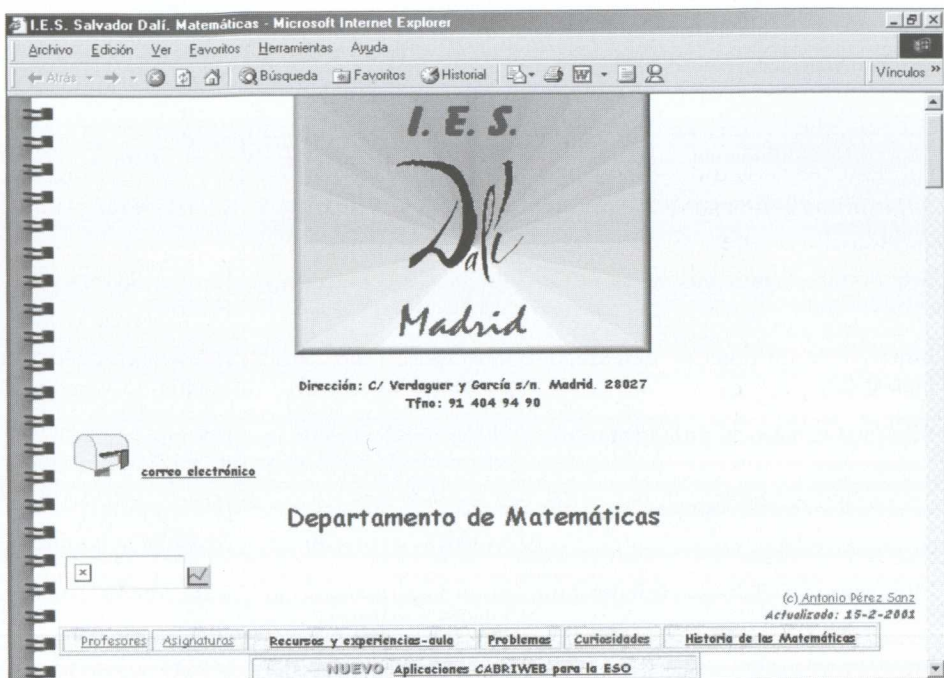 I.E.S. Salvador Dalí. Matemáticas - Microsoft Internet Explorer
Archivo Edición Ver Favoritos Herramientas Ayuda
Atrás Búsqueda Favoritos Historial Vínculos »
I. E. S.
Dalí
Madrid
Dirección: C/ Verdaguer y García s/n. Madrid. 28027
Tfno: 91 404 94 90
correo electrónico
Departamento de Matemáticas
(c) Antonio Pérez Sanz
Actualizado: 15-2-2001
Profesores Asignaturas Recursos y experiencias-aula Problemas Curiosidades Historia de las Matemáticas
NUEVO Aplicaciones CABRIWEB para la ESO